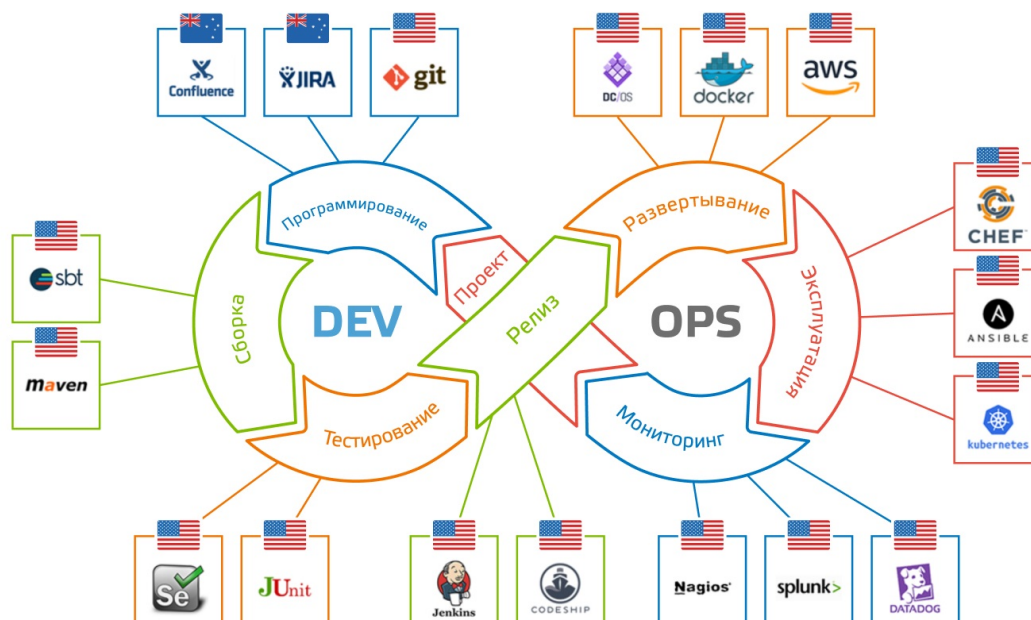 Confluence
JIRA
git
DC/OS
docker
aws
Программирование
Развертывание
CHEF
sbt
Проект
Сборка
DEV
Релиз
OPS
Эксплуатация
ANSIBLE
maven
Тестирование
Мониторинг
kubernetes
Se
JUnit
Jenkins
CODESHIP
Nagios®
splunk>
DATADOG